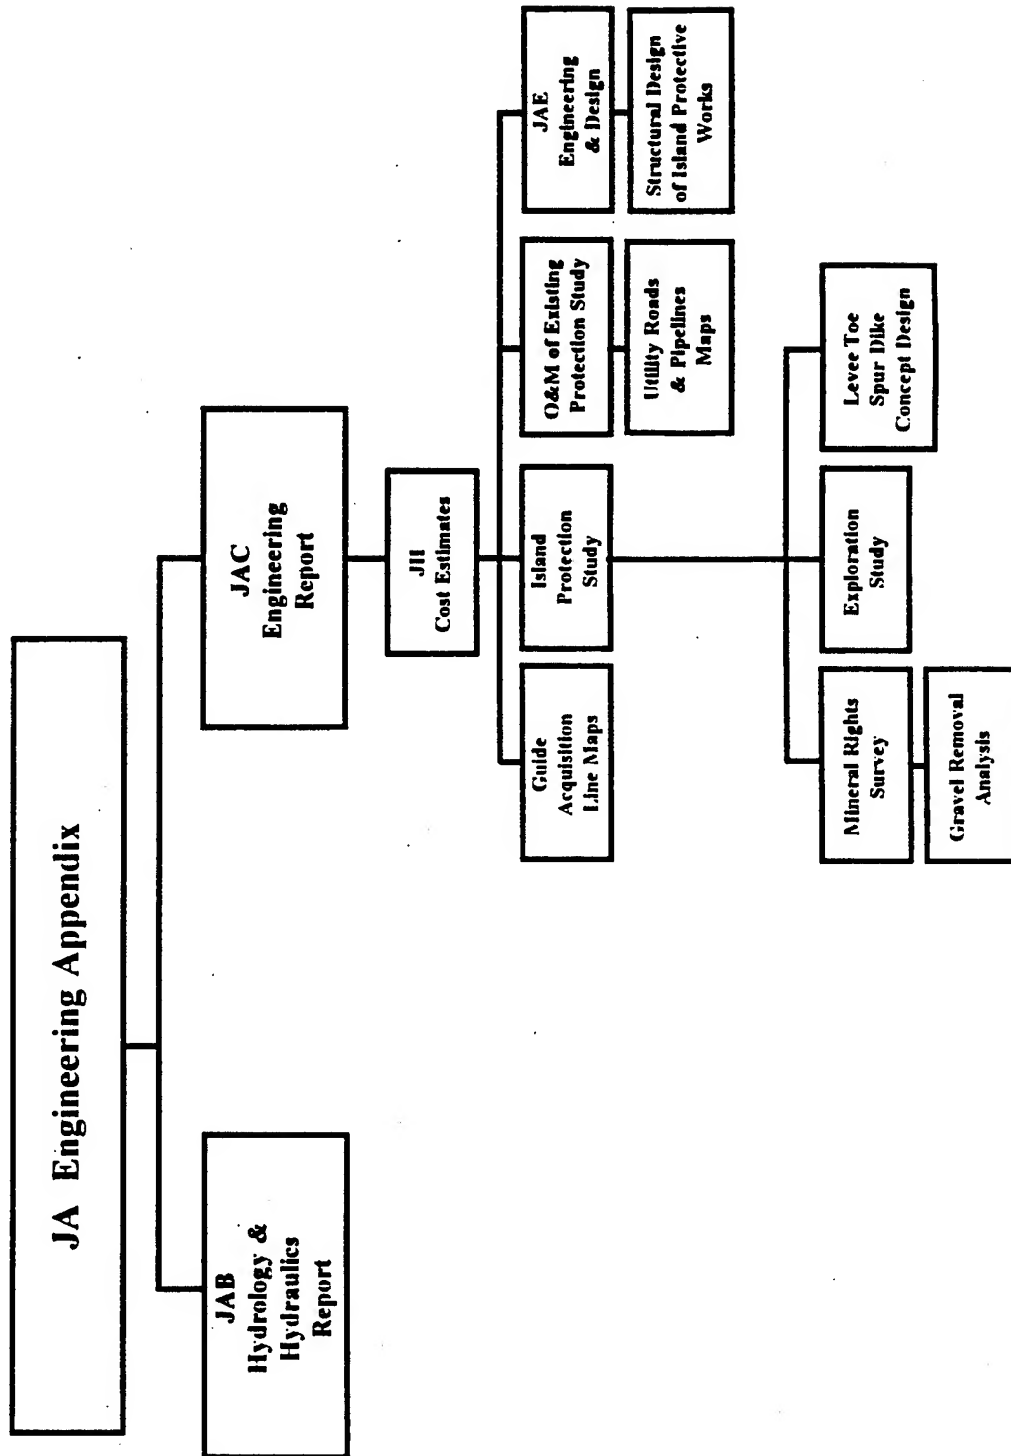 JA Engineering Appendix
JAB
Hydrology &
Hydraulics
Report
JAC
Engineering
Report
JH
Cost Estimates
Guide
Acquisition
Line Maps
Island
Protection
Study
O&M of Existing
Protection Study
JAE
Engineering
& Design
Utility Roads
& Pipelines
Maps
Structural Design
of Island Protective
Works
Mineral Rights
Survey
Exploration
Study
Levee Toe
Spur Dike
Concept Design
Gravel Removal
Analysis